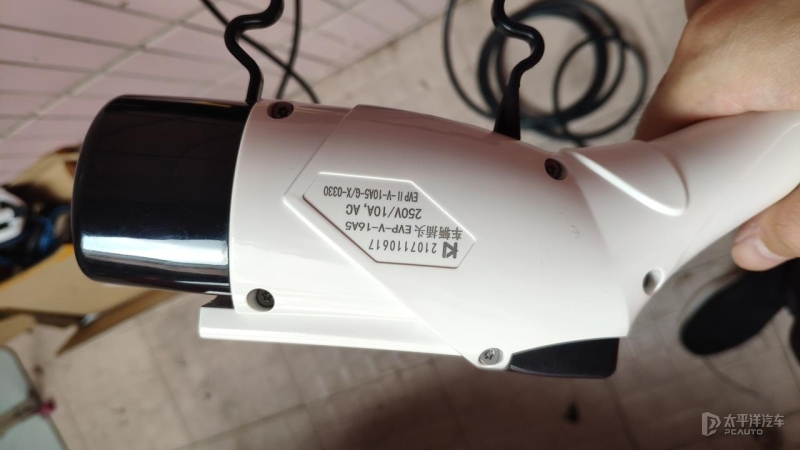 2107110617
车辆插头 EVP-V-16A5
250V/10A, AC
EVP II-V-10A5-G/X-0330
太平洋汽车
PCAUTO